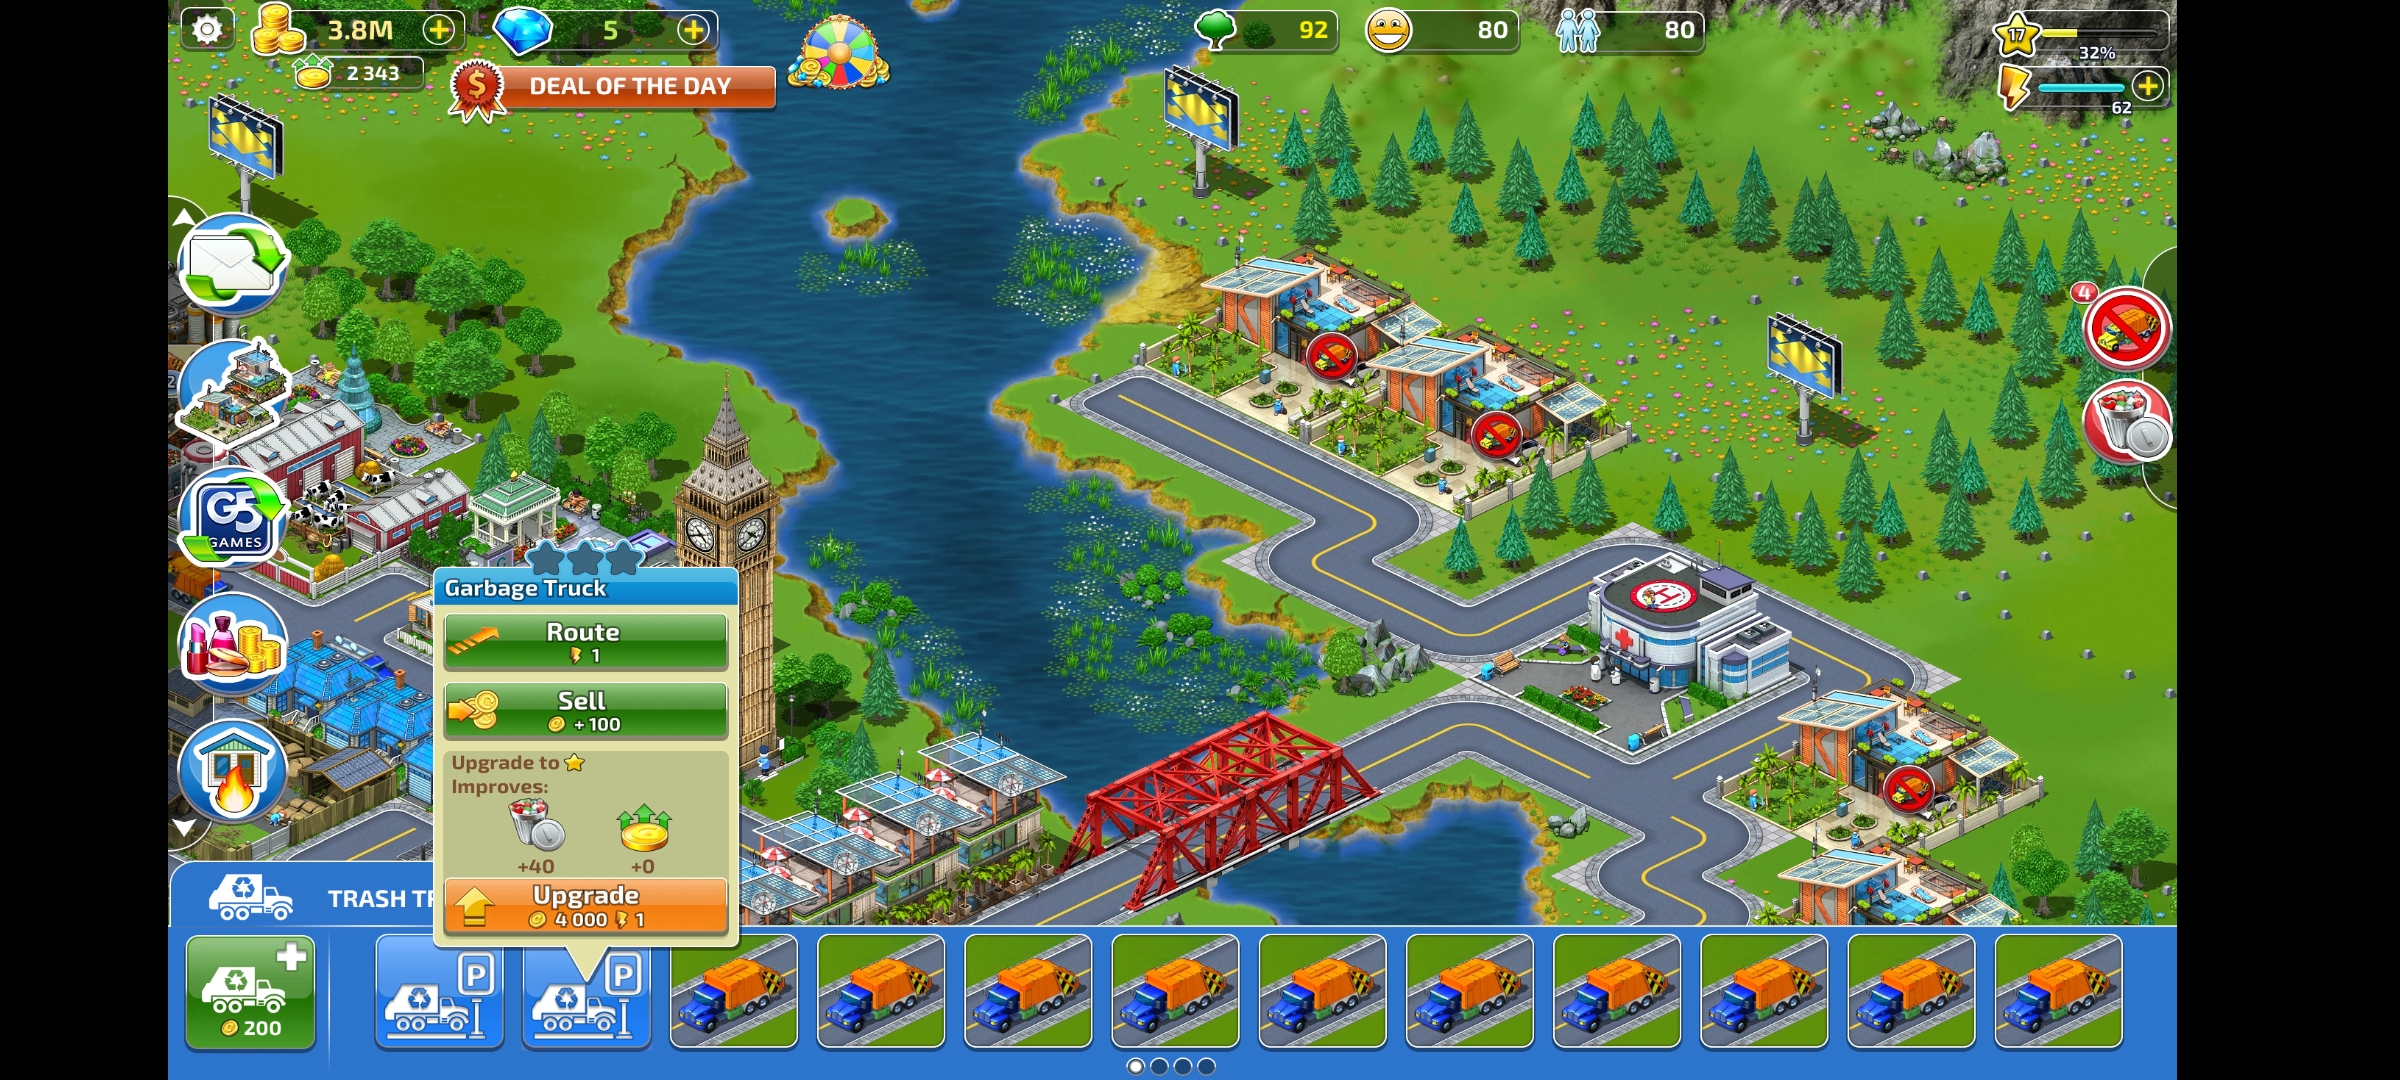 3.8M
5
92
80
80
17
32%
2 343
DEAL OF THE DAY
62
4
G5
GAMES
Garbage Truck
Route
1
Sell
+ 100
Upgrade to
Improves:
+40
+0
Upgrade
4 000 1
TRASH
P
P
200